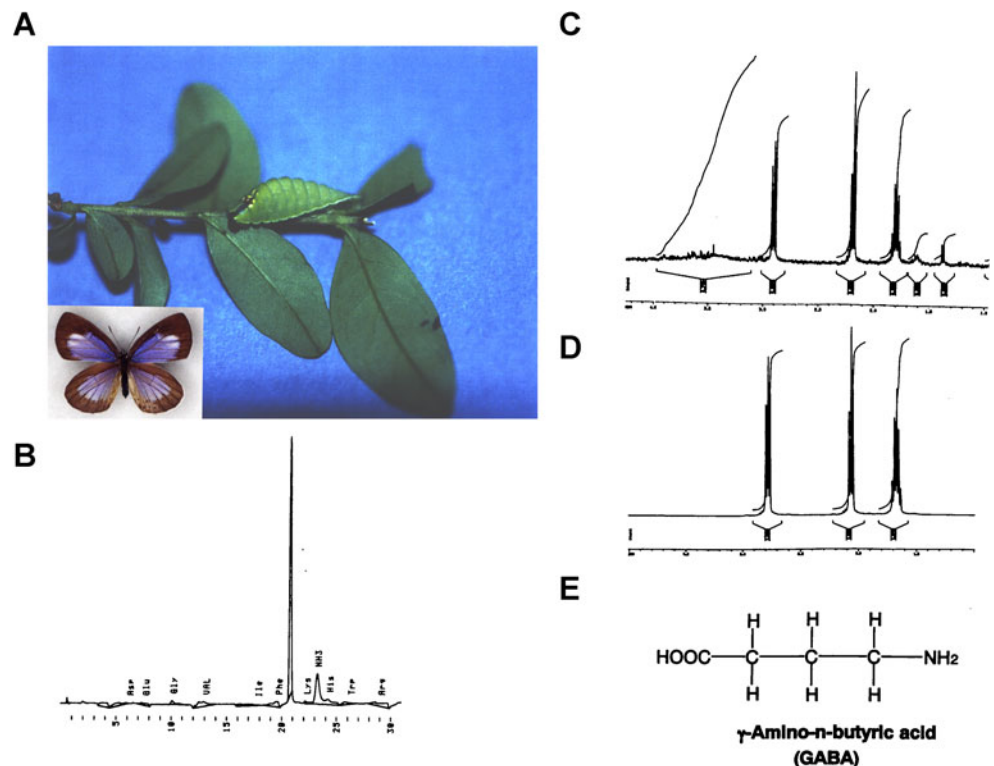 A
B
Asp
Glu
Gly
VAL
Ile
Phe
Lys
NH3
His
Trp
Arg
5
10
15
20
25
30
C
D
E
H H H
HOOC C C C NH2
H H H
γ-Amino-n-butyric acid
(GABA)